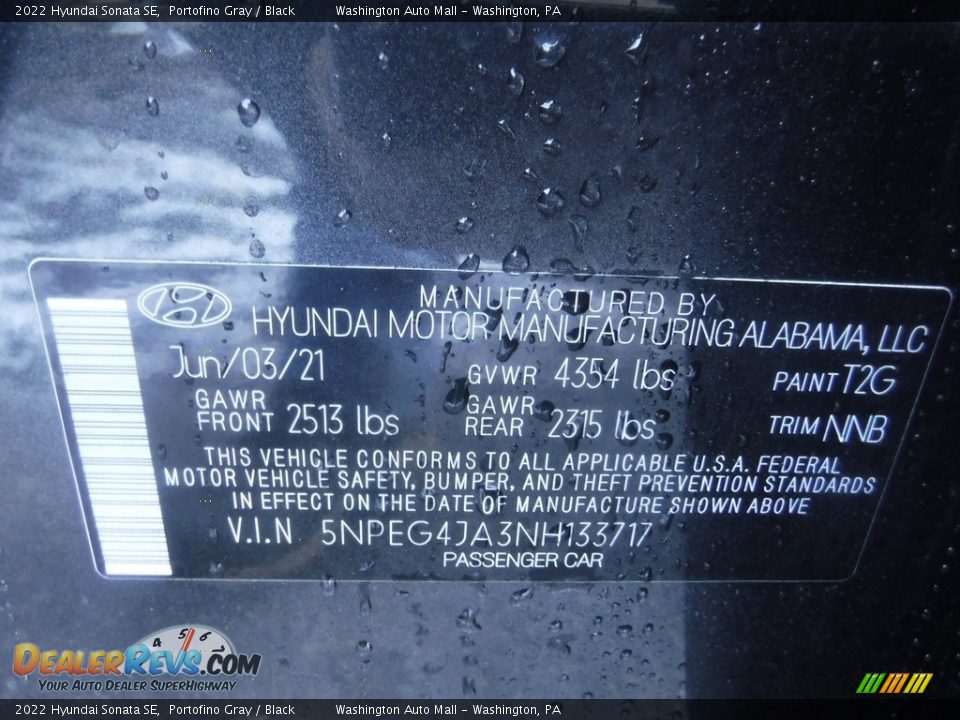 2022 Hyundai Sonata SE, Portofino Gray / Black Washington Auto Mall - Washington, PA
MANUFACTURED BY
HYUNDAI MOTOR MANUFACTURING ALABAMA, LLC
Jun/03/21 GVWR 4354 lbs PAINT T2G
GAWR FRONT 2513 lbs GAWR REAR 2315 lbs TRIM NNB
THIS VEHICLE CONFORMS TO ALL APPLICABLE U.S.A. FEDERAL
MOTOR VEHICLE SAFETY, BUMPER, AND THEFT PREVENTION STANDARDS
IN EFFECT ON THE DATE OF MANUFACTURE SHOWN ABOVE
V.I.N 5NPEG4JA3NH133717
PASSENGER CAR
4 5 6
DealerRevs.com
Your Auto Dealer SuperHighway
2022 Hyundai Sonata SE, Portofino Gray / Black Washington Auto Mall - Washington, PA